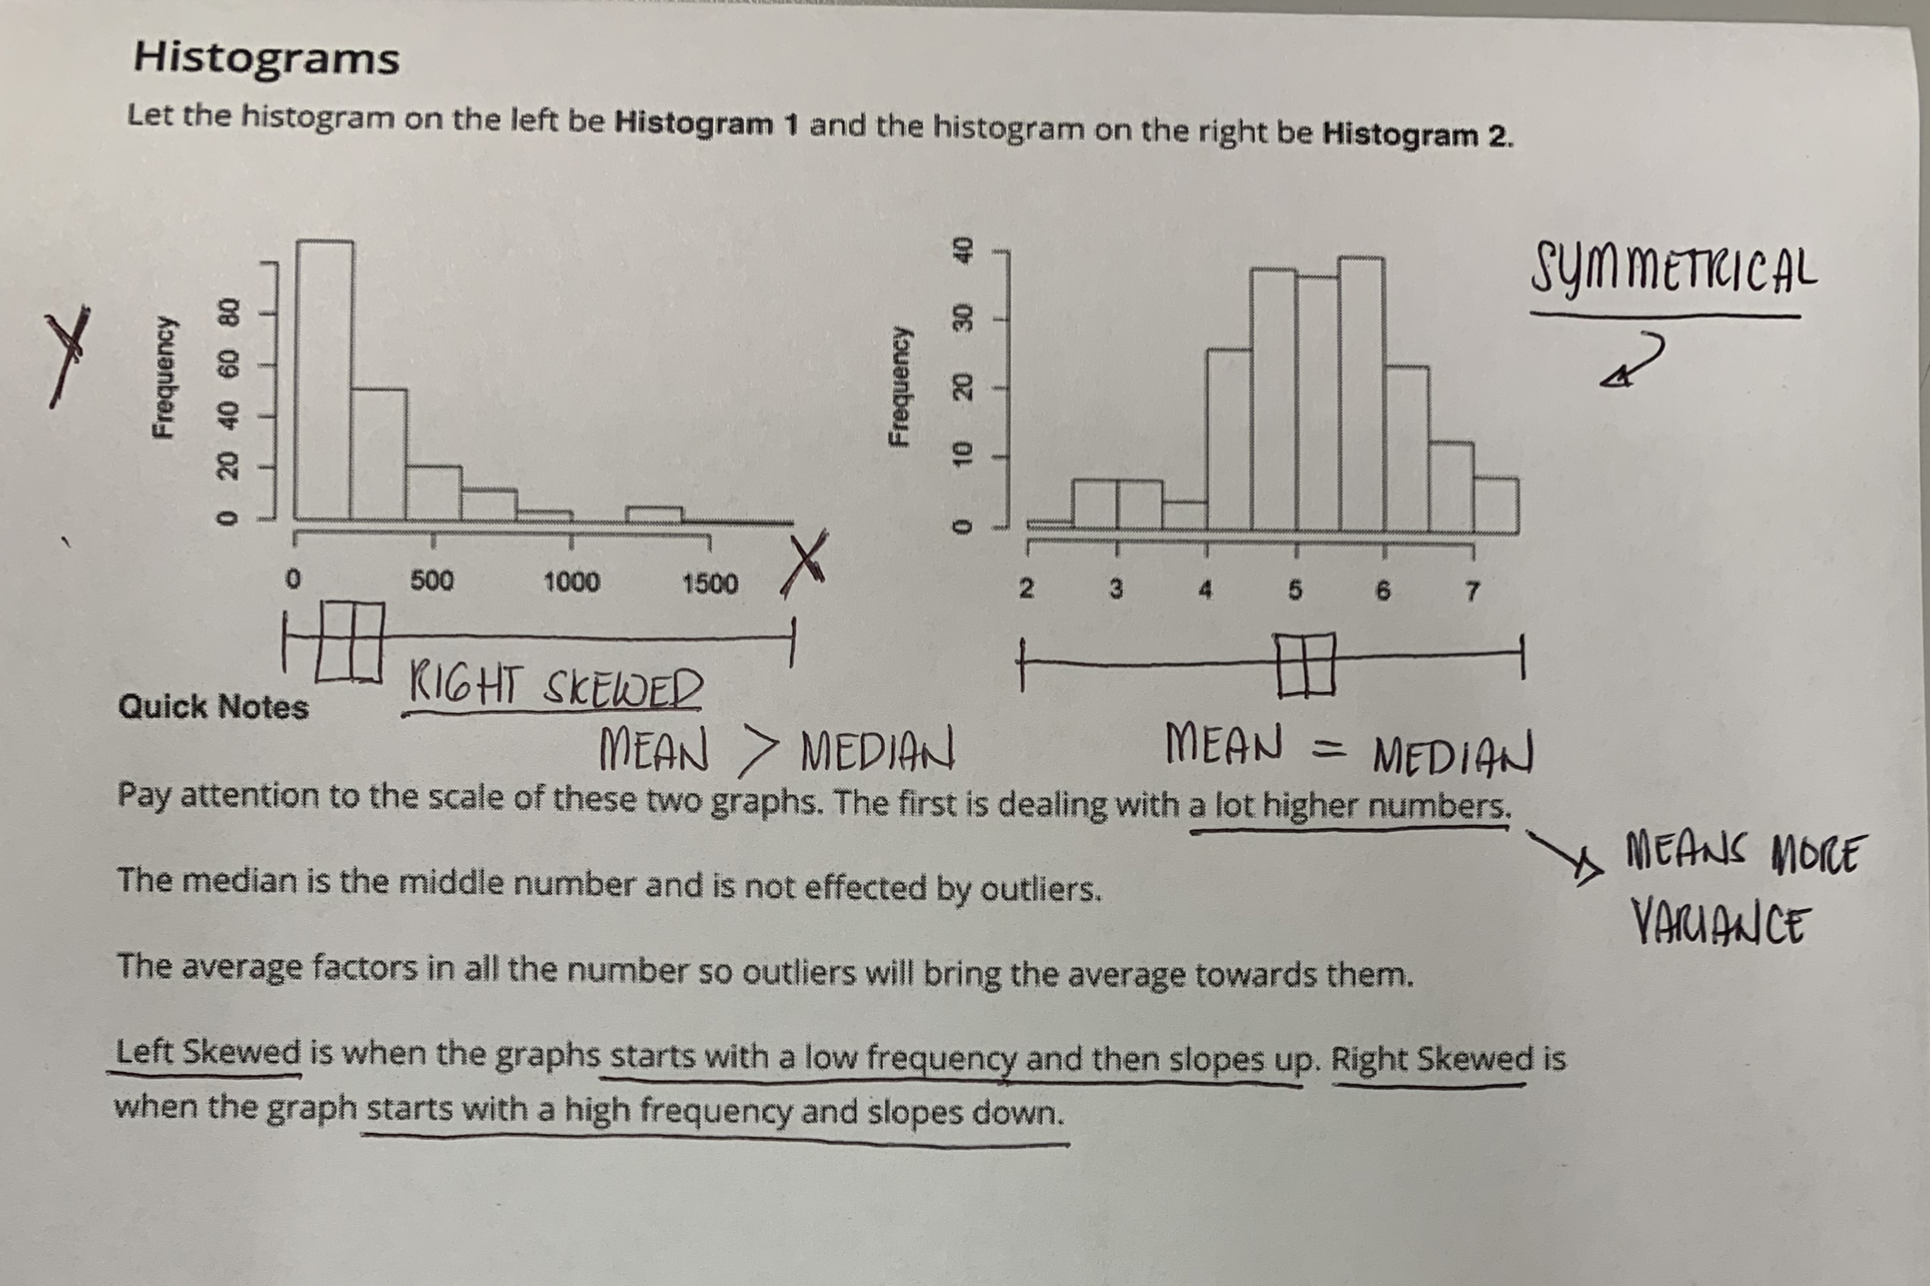 Histograms
Let the histogram on the left be Histogram 1 and the histogram on the right be Histogram 2.
Y
Frequency
0 20 40 60 80
0 500 1000 1500
X
RIGHT SKEWED
MEAN > MEDIAN
Frequency
0 10 20 30 40
2 3 4 5 6 7
SYMMETRICAL
MEAN = MEDIAN
Quick Notes
Pay attention to the scale of these two graphs. The first is dealing with a lot higher numbers.
MEANS MORE
VARIANCE
The median is the middle number and is not effected by outliers.
The average factors in all the number so outliers will bring the average towards them.
Left Skewed is when the graphs starts with a low frequency and then slopes up. Right Skewed is
when the graph starts with a high frequency and slopes down.